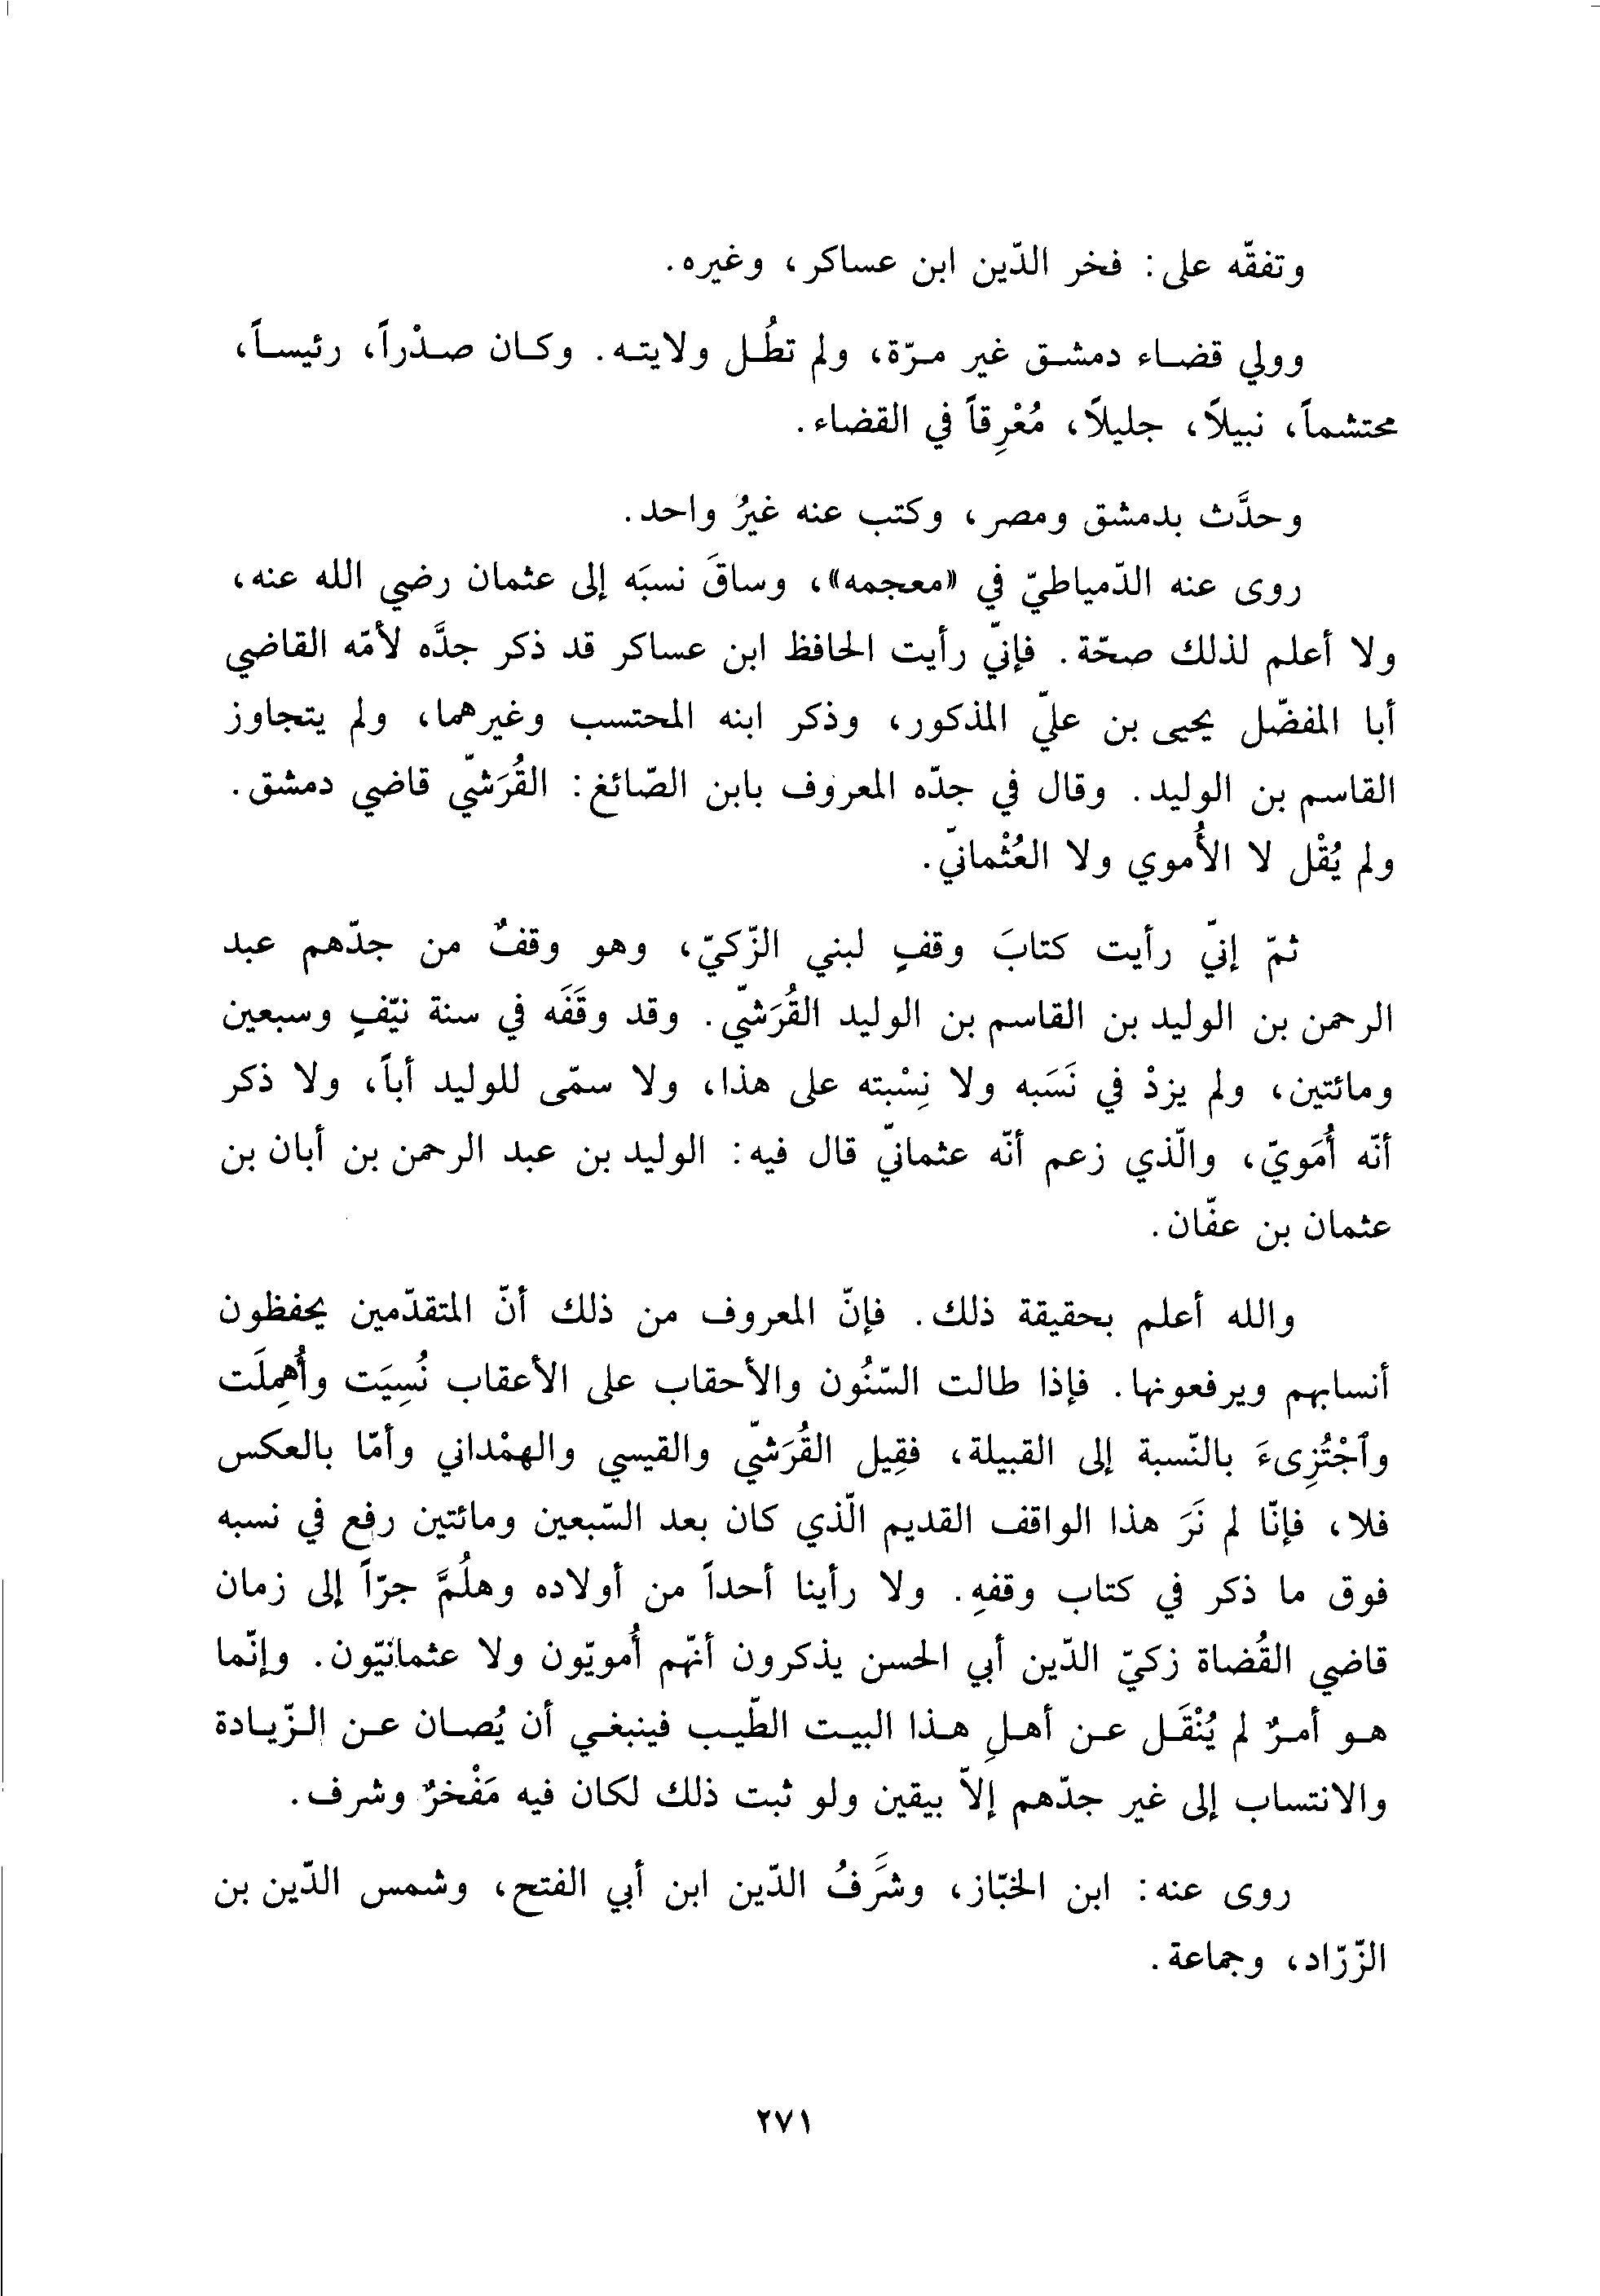 وتفقّه على: فخر الدّين ابن عساكر، وغيره.
وولي قضاء دمشق غير مرّة، ولم تطُل ولايته. وكان صدْراً، رئيساً،
محتشماً، نبيلاً، جليلاً، مُعْرِقاً في القضاء.
وحدَّث بدمشق ومصر، وكتب عنه غيرُ واحد.
روى عنه الدّمياطيّ في «معجمه»، وساقَ نسبَه إلى عثمان رضي الله عنه،
ولا أعلم لذلك صحّة. فإنيّ رأيت الحافظ ابن عساكر قد ذكر جدَّه لأمّه القاضي
أبا المفضّل يحيى بن عليّ المذكور، وذكر ابنه المحتسب وغيرهما، ولم يتجاوز
القاسم بن الوليد. وقال في جدّه المعروف بابن الصّائغ: القُرَشيّ قاضي دمشق.
ولم يُقْل لا الأُموي ولا العُثْمانيّ.
ثمّ إنيّ رأيت كتابَ وقفٍ لبني الزّكيّ، وهو وقفٌ من جدّهم عبد
الرحمن بن الوليد بن القاسم بن الوليد القُرَشيّ. وقد وقَفَه في سنة نيّفٍ وسبعين
ومائتين، ولم يزدْ في نَسَبه ولا نِسْبته على هذا، ولا سمّى للوليد أباً، ولا ذكر
أنّه أُمَويّ، والّذي زعم أنّه عثمانيّ قال فيه: الوليد بن عبد الرحمن بن أبان بن
عثمان بن عفّان.
والله أعلم بحقيقة ذلك. فإنّ المعروف من ذلك أنّ المتقدّمين يحفظون
أنسابهم ويرفعونها. فإذا طالت السّنُون والأحقاب على الأعقاب نُسِيَت وأُهمِلَت
وٱجْتُزِىءَ بالنّسبة إلى القبيلة، فقِيل القُرَشيّ والقيسي والهمْداني وأمّا بالعكس
فلا، فإنّا لم نَرَ هذا الواقف القديم الّذي كان بعد السّبعين ومائتين رفع في نسبه
فوق ما ذكر في كتاب وقفهِ. ولا رأينا أحداً من أولاده وهلُمَّ جرّاً إلى زمان
قاضي القُضاة زكيّ الدّين أبي الحسن يذكرون أنّهم أُمويّون ولا عثمانيّون. وإنّما
هو أمرٌ لم يُنْقَل عن أهلِ هذا البيت الطّيب فينبغي أن يُصان عن الزّيادة
والانتساب إلى غير جدّهم إلاّ بيقين ولو ثبت ذلك لكان فيه مَفْخرٌ وشرف.
روى عنه: ابن الخبّاز، وشَرَفُ الدّين ابن أبي الفتح، وشمس الدّين بن
الزّرّاد، وجماعة.
٢٧١